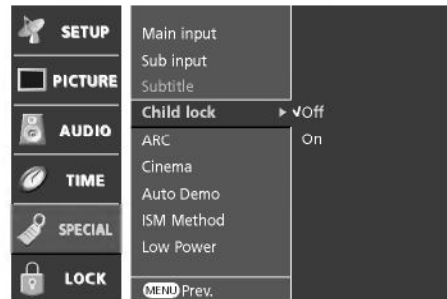 SETUP
PICTURE
AUDIO
TIME
SPECIAL
LOCK
Main input
Sub input
Subtitle
Child lock ► √Off
ARC On
Cinema
Auto Demo
ISM Method
Low Power
MENU Prev.